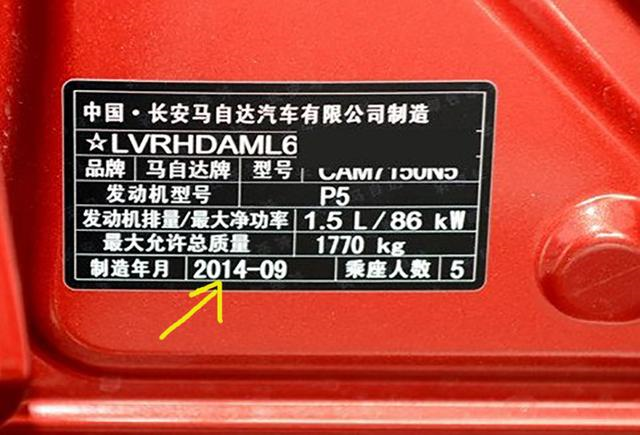 中国·长安马自达汽车有限公司制造
☆LVRHDAML6
品牌 马自达牌 型号 CAM7150N5
发动机型号 P5
发动机排量/最大净功率 1.5 L/86 kW
最大允许总质量 1770 kg
制造年月 2014-09 乘座人数 5